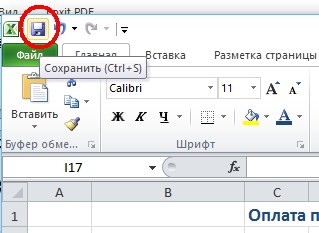 Вид
Foxit PDF
Файл Главная Вставка Разметка страницы
Сохранить (Ctrl+S)
Calibri 11
Вставить
Ж К Ч
Буфер обме... Шрифт
I17 fx
A B C D
1 Оплата п